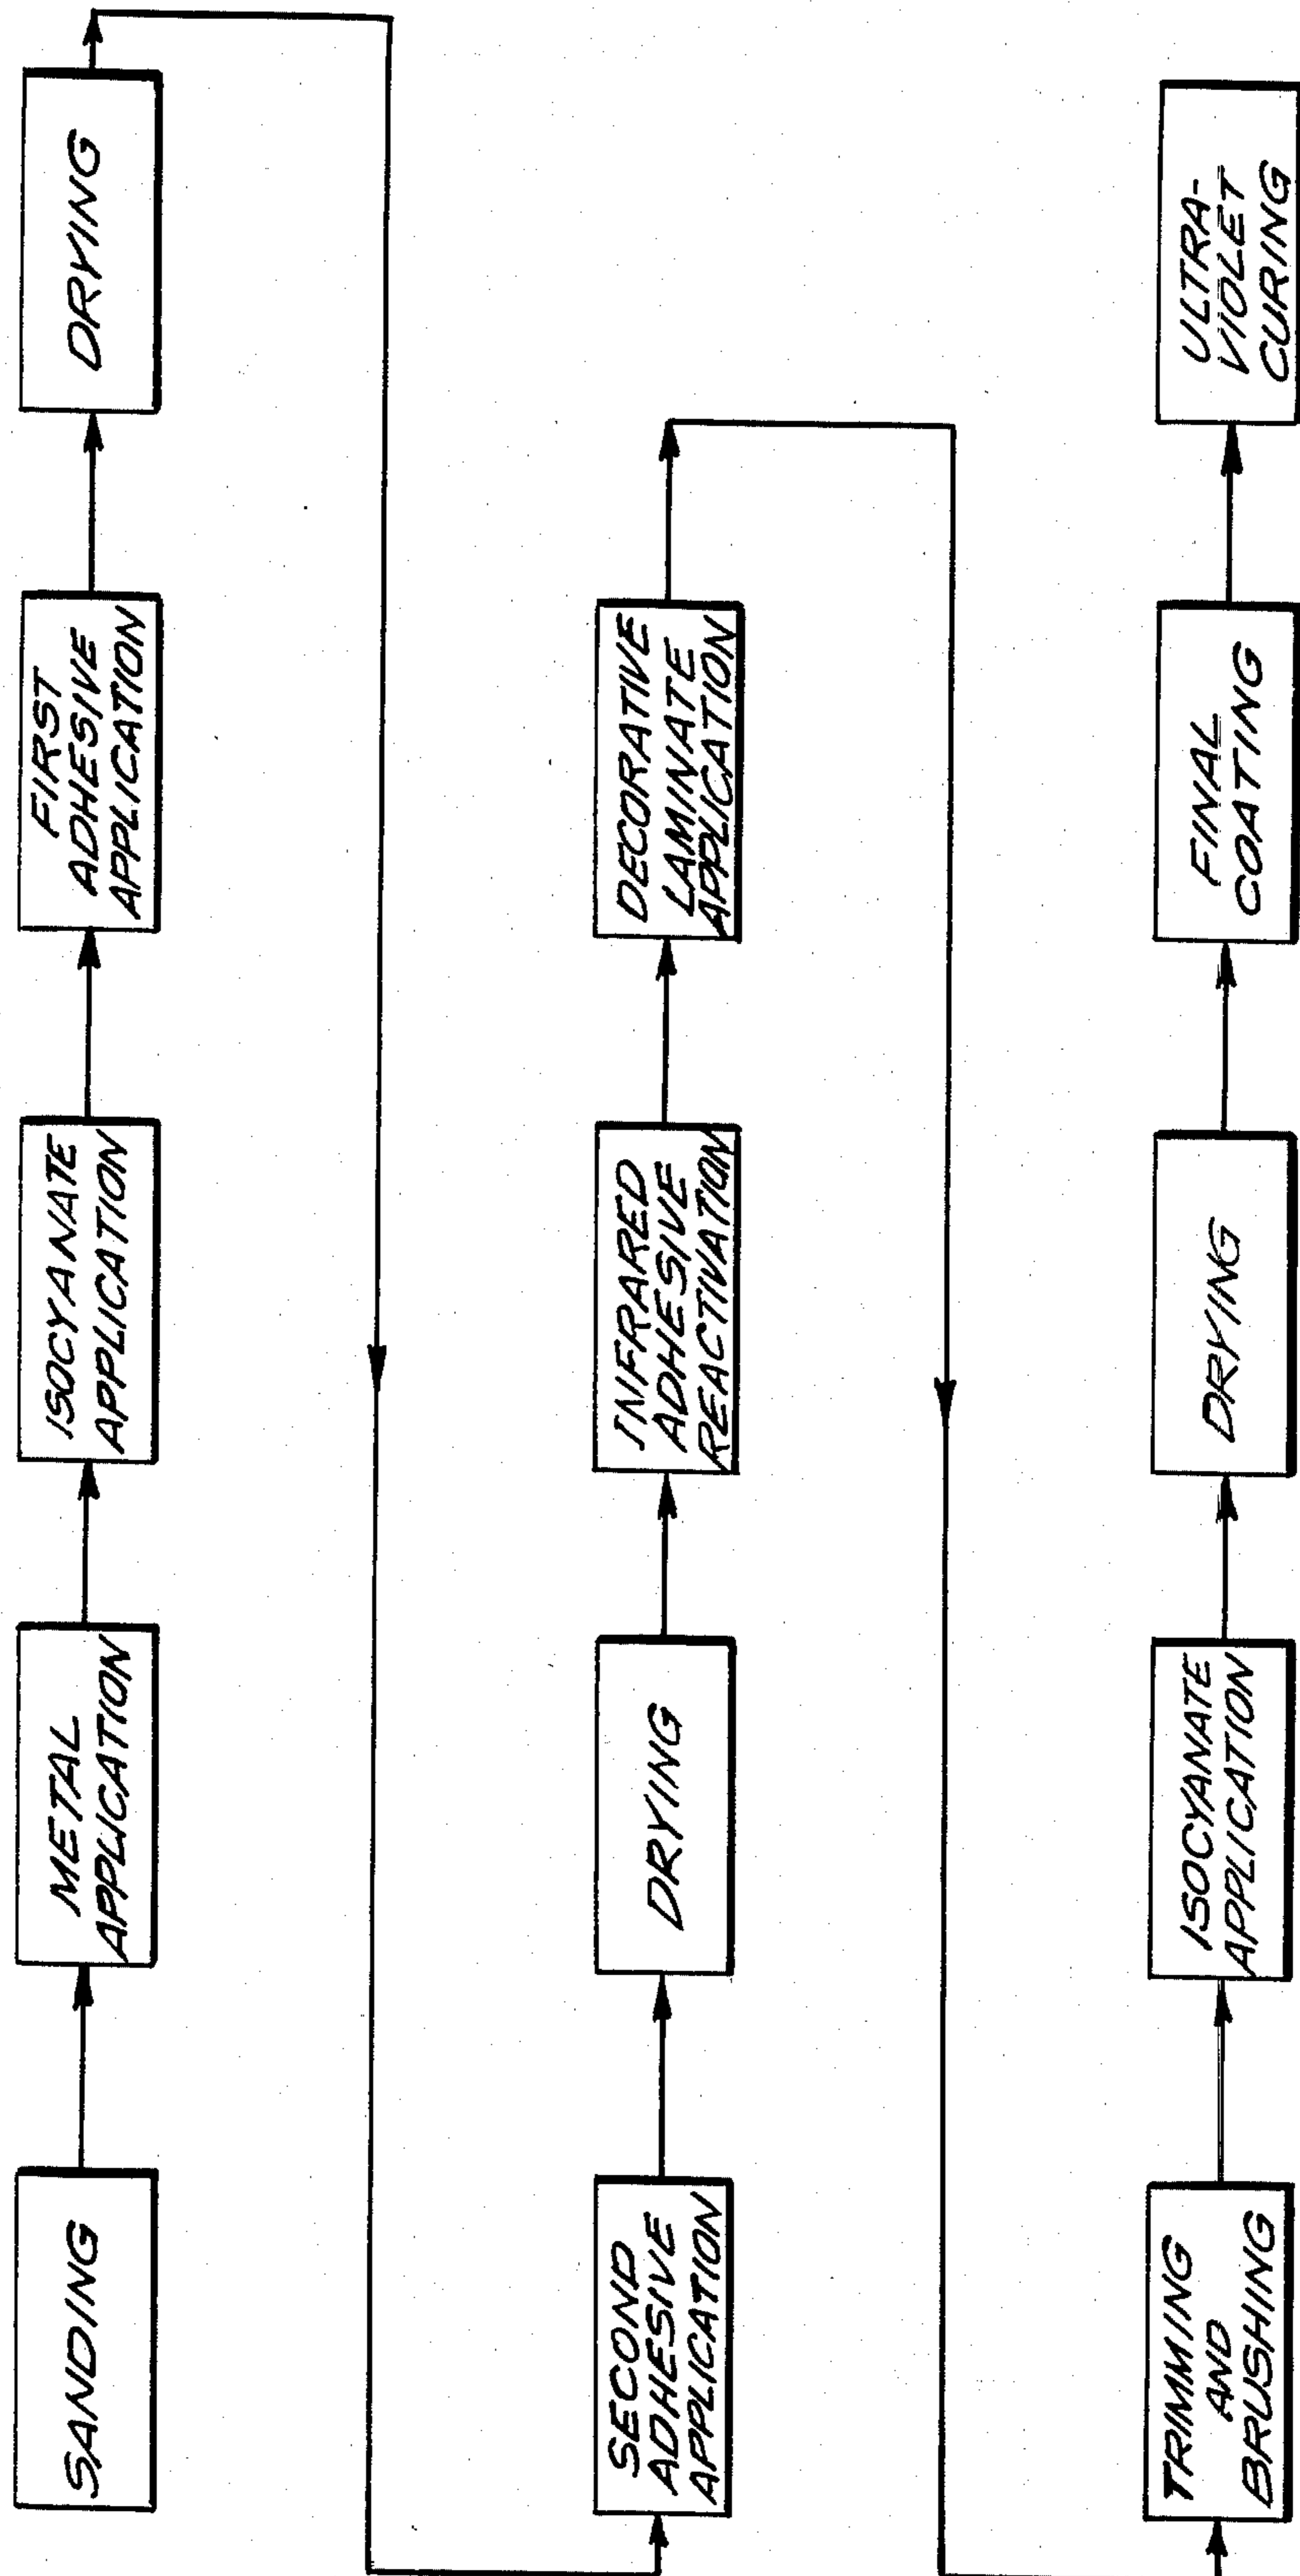 SANDING
METAL
APPLICATION
ISOCYANATE
APPLICATION
FIRST
ADHESIVE
APPLICATION
DRYING
SECOND
ADHESIVE
APPLICATION
DRYING
INFRARED
ADHESIVE
REACTIVATION
DECORATIVE
LAMINATE
APPLICATION
TRIMMING
AND
BRUSHING
ISOCYANATE
APPLICATION
DRYING
FINAL
COATING
ULTRA-
VIOLET
CURING